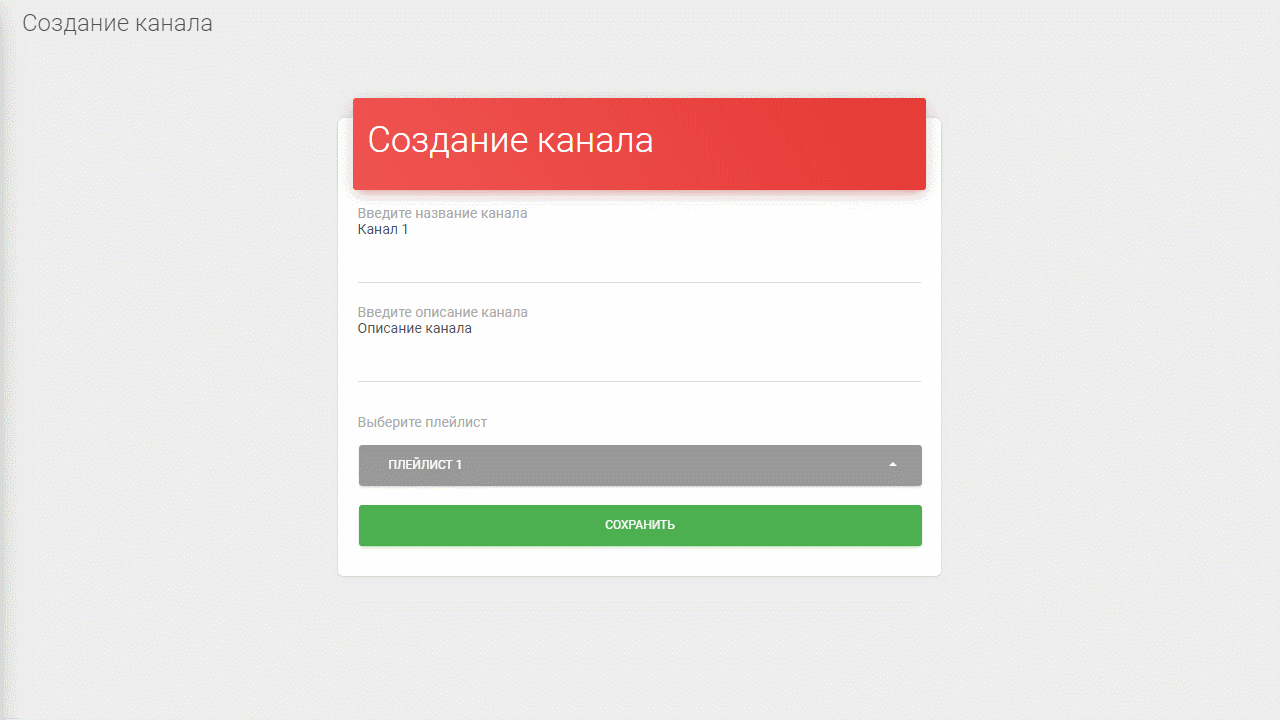 Создание канала
Создание канала
Введите название канала
Канал 1
Введите описание канала
Описание канала
Выберите плейлист
ПЛЕЙЛИСТ 1
СОХРАНИТЬ